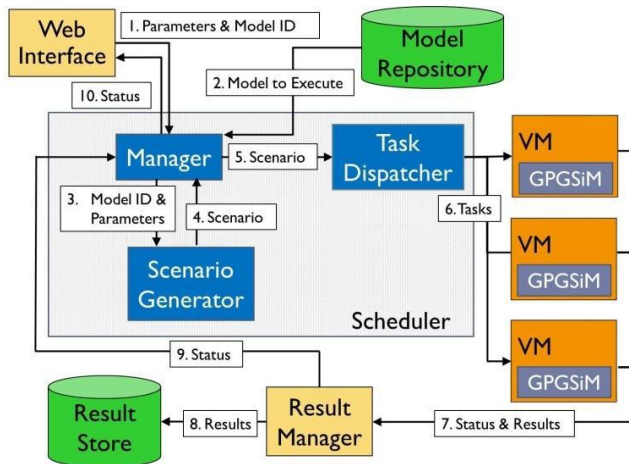 Web
Interface
1. Parameters & Model ID
Model
Repository
2. Model to Execute
10. Status
Manager
5. Scenario
Task
Dispatcher
VM
GPGSiM
3. Model ID &
Parameters
4. Scenario
6. Tasks
VM
GPGSiM
Scenario
Generator
Scheduler
VM
GPGSiM
9. Status
Result
Store
8. Results
Result
Manager
7. Status & Results